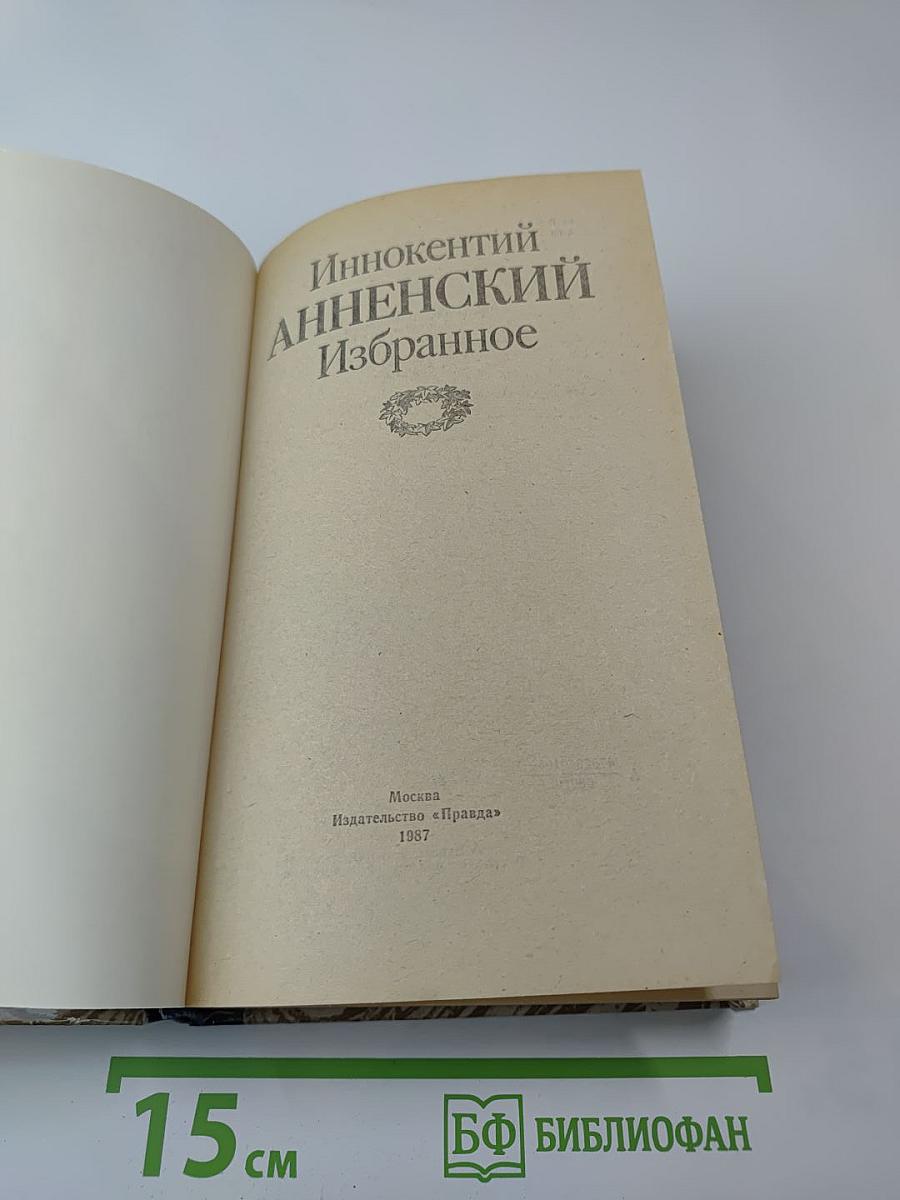 Иннокентий
АННЕНСКИЙ
Избранное
Москва
Издательство «Правда»
1987
15 см
БФ БИБЛИОФАН